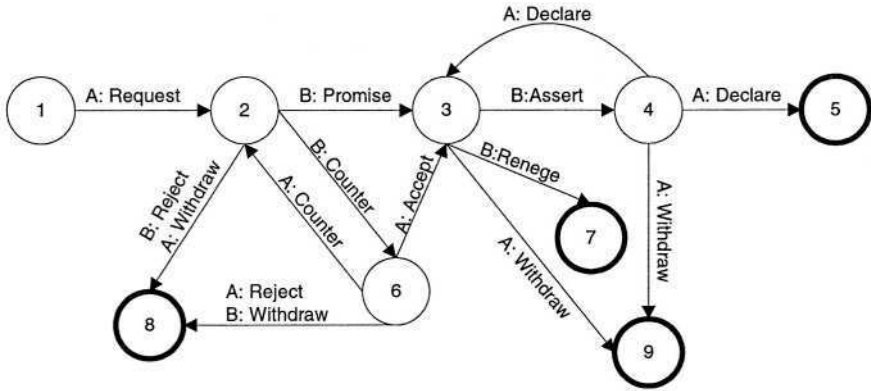 A: Declare
1
A: Request
2
B: Promise
3
B:Assert
4
A: Declare
5
B: Reject
A: Withdraw
B: Counter
A: Counter
A: Accept
B:Renege
7
A: Withdraw
A: Withdraw
6
A: Reject
B: Withdraw
8
9